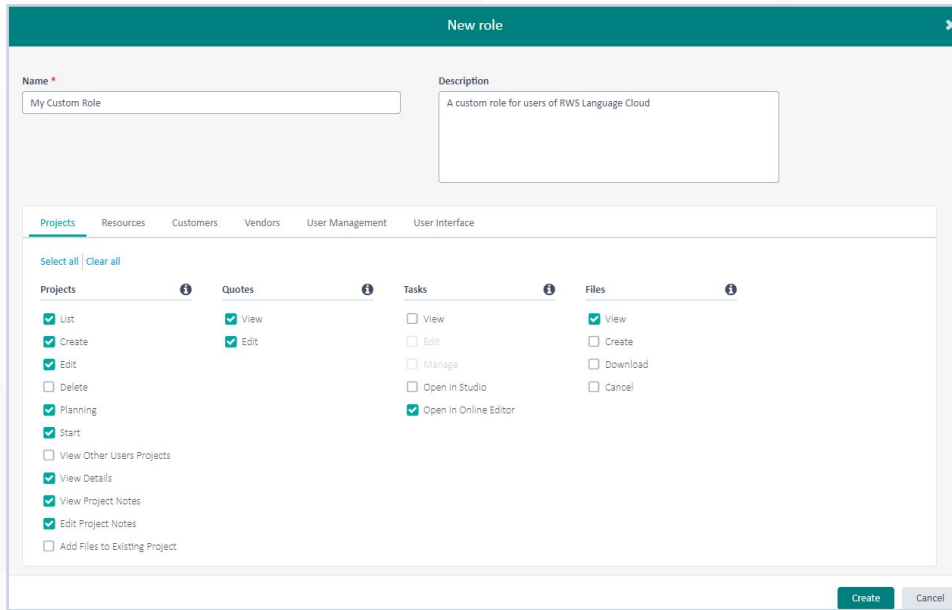 New role
Name *
My Custom Role
Description
A custom role for users of RWS Language Cloud
Projects Resources Customers Vendors User Management User Interface
Select all Clear all
Projects
List
Create
Edit
Delete
Planning
Start
View Other Users Projects
View Details
View Project Notes
Edit Project Notes
Add Files to Existing Project
Quotes
View
Edit
Tasks
View
Edit
Manage
Open in Studio
Open in Online Editor
Files
View
Create
Download
Cancel
Create Cancel